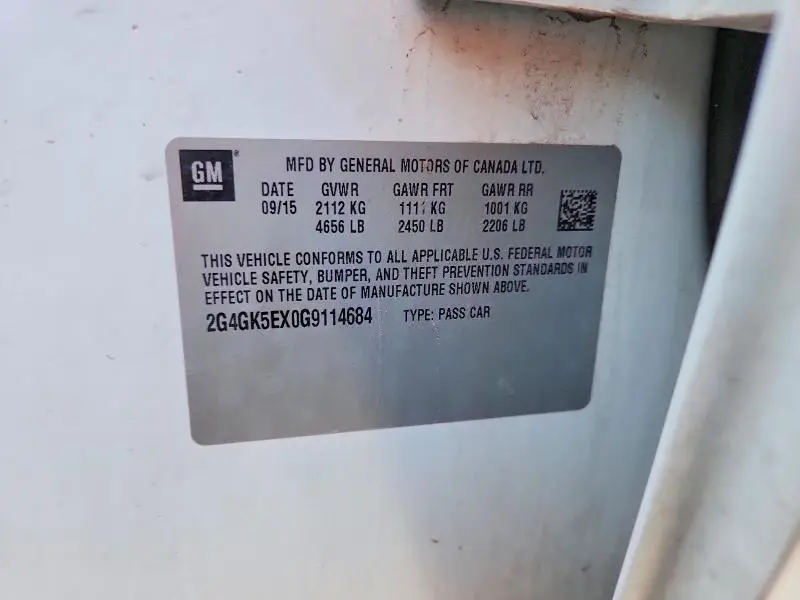 GM
MFD BY GENERAL MOTORS OF CANADA LTD.
DATE GVWR GAWR FRT GAWR RR
09/15 2112 KG 1111 KG 1001 KG
4656 LB 2450 LB 2206 LB
THIS VEHICLE CONFORMS TO ALL APPLICABLE U.S. FEDERAL MOTOR
VEHICLE SAFETY, BUMPER, AND THEFT PREVENTION STANDARDS IN
EFFECT ON THE DATE OF MANUFACTURE SHOWN ABOVE.
2G4GK5EX0G9114684 TYPE: PASS CAR